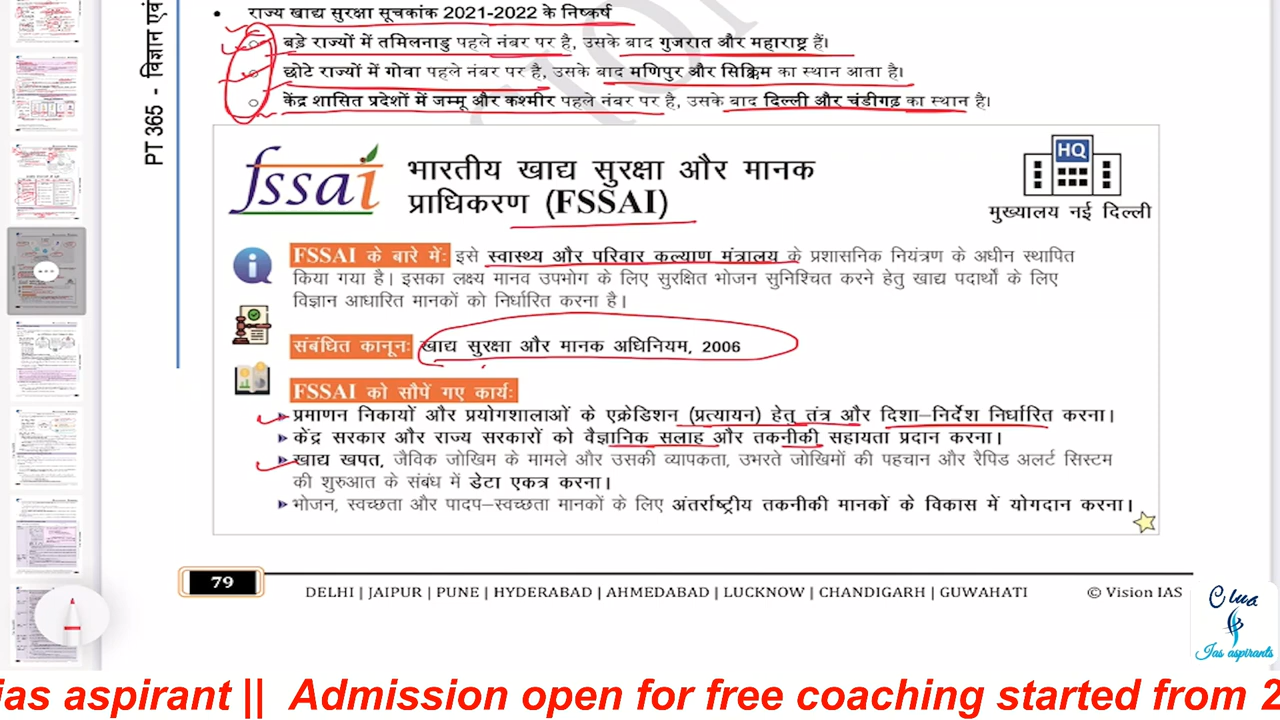 राज्य खाद्य सुरक्षा सूचकांक 2021-2022 के निष्कर्ष
बड़े राज्यों में तमिलनाडु पहले नंबर पर है, उसके बाद गुजरात और महाराष्ट्र हैं।
छोटे राज्यों में गोवा पहले नंबर पर है, उसके बाद मणिपुर और सिक्किम का स्थान आता है।
केंद्र शासित प्रदेशों में जम्मू और कश्मीर पहले नंबर पर है, उसके बाद दिल्ली और चंडीगढ़ का स्थान है।
PT 365 - विज्ञान एवं
fssai
भारतीय खाद्य सुरक्षा और मानक
प्राधिकरण (FSSAI)
HQ
मुख्यालय नई दिल्ली
FSSAI के बारे में: इसे स्वास्थ्य और परिवार कल्याण मंत्रालय के प्रशासनिक नियंत्रण के अधीन स्थापित
किया गया है। इसका लक्ष्य मानव उपभोग के लिए सुरक्षित भोजन सुनिश्चित करने हेतु खाद्य पदार्थों के लिए
विज्ञान आधारित मानकों को निर्धारित करना है।
संबंधित कानून: खाद्य सुरक्षा और मानक अधिनियम, 2006
FSSAI को सौंपे गए कार्य:
प्रमाणन निकायों और प्रयोगशालाओं के एक्रेडिशन (प्रत्यायन) हेतु तंत्र और दिशा-निर्देश निर्धारित करना।
केंद्र सरकार और राज्य सरकारों को वैज्ञानिक सलाह और तकनीकी सहायता प्रदान करना।
खाद्य खपत, जैविक के मामले और उसकी व्यापकता, उभरते जोखिमों की पहचान और रैपिड अलर्ट सिस्टम
की शुरुआत के संबंध में डेटा एकत्र करना।
भोजन, स्वच्छता और पादप-स्वच्छता मानकों के लिए अंतर्राष्ट्रीय तकनीकी मानकों के विकास में योगदान करना।
79
DELHI | JAIPUR | PUNE | HYDERABAD | AHMEDABAD | LUCKNOW | CHANDIGARH | GUWAHATI
© Vision IAS
Clua
Ias aspirants
ias aspirant || Admission open for free coaching started from 2